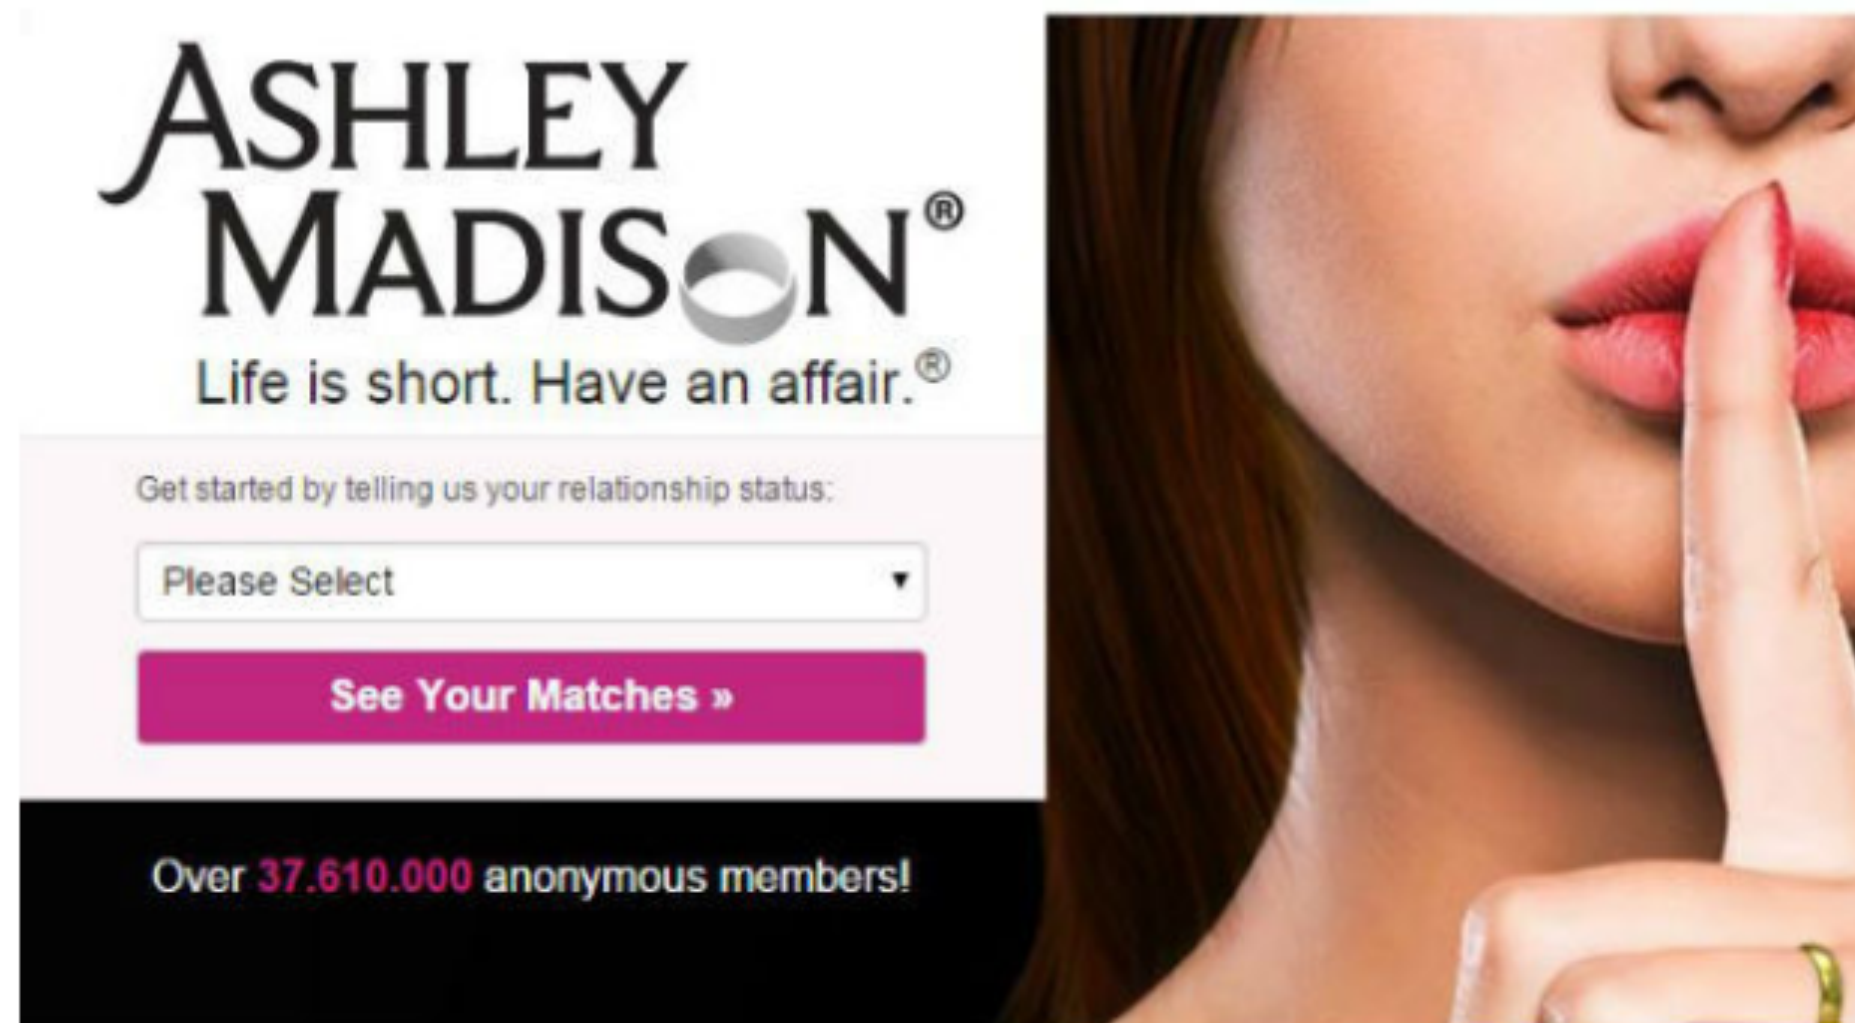 ASHLEY
MADISON®
Life is short. Have an affair.®
Get started by telling us your relationship status:
Please Select
See Your Matches »
Over 37.610.000 anonymous members!